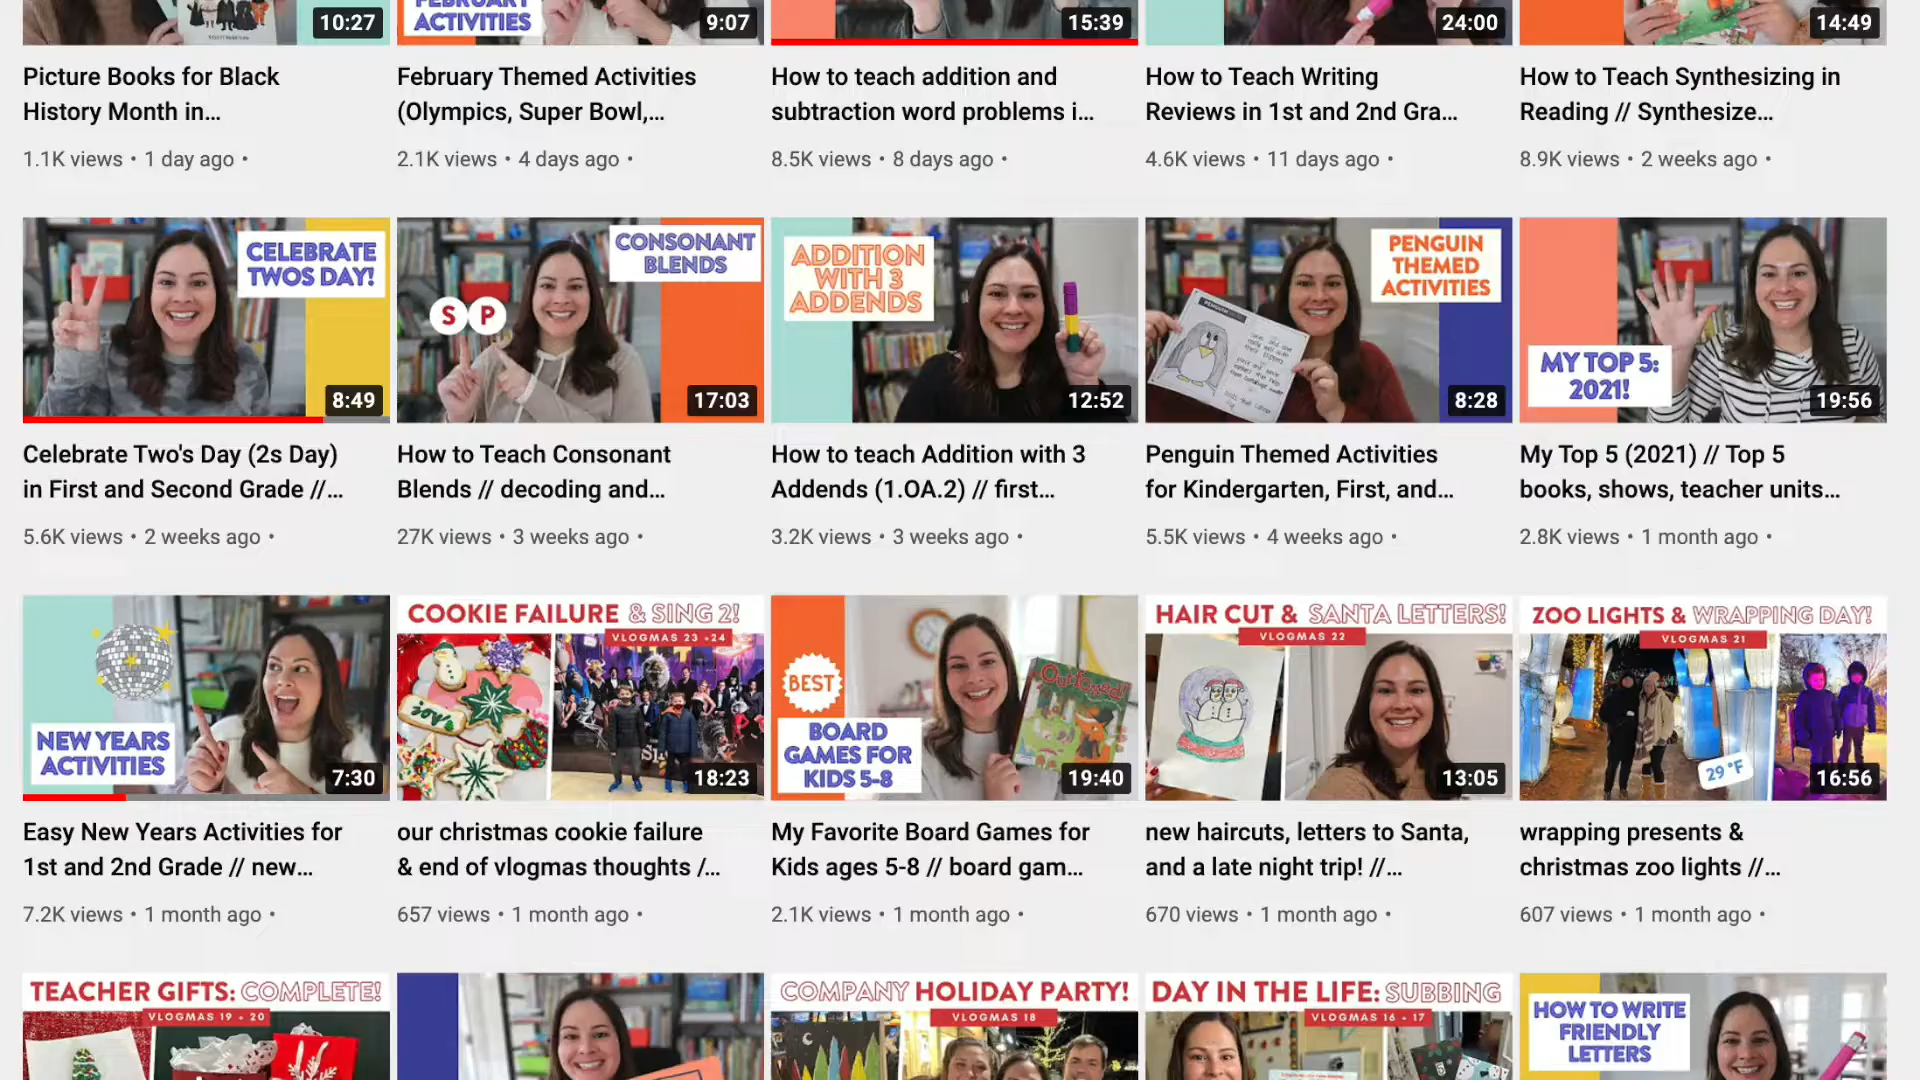 10:27
FEBRUARY
ACTIVITIES
9:07
15:39
24:00
14:49
Picture Books for Black
History Month in...
1.1K views • 1 day ago •
February Themed Activities
(Olympics, Super Bowl,...
2.1K views • 4 days ago •
How to teach addition and
subtraction word problems i...
8.5K views • 8 days ago •
How to Teach Writing
Reviews in 1st and 2nd Gra...
4.6K views • 11 days ago •
How to Teach Synthesizing in
Reading // Synthesize...
8.9K views • 2 weeks ago •
CELEBRATE
TWOS DAY!
8:49
Celebrate Two's Day (2s Day)
in First and Second Grade //...
5.6K views • 2 weeks ago •
CONSONANT
BLENDS
S P
17:03
How to Teach Consonant
Blends // decoding and...
27K views • 3 weeks ago •
ADDITION
WITH 3
ADDENDS
12:52
How to teach Addition with 3
Addends (1.OA.2) // first...
3.2K views • 3 weeks ago •
PENGUIN
THEMED
ACTIVITIES
8:28
Penguin Themed Activities
for Kindergarten, First, and...
5.5K views • 4 weeks ago •
MY TOP 5:
2021!
19:56
My Top 5 (2021) // Top 5
books, shows, teacher units...
2.8K views • 1 month ago •
NEW YEARS
ACTIVITIES
7:30
Easy New Years Activities for
1st and 2nd Grade // new...
7.2K views • 1 month ago •
COOKIE FAILURE & SING 2!
VLOGMAS 23 + 24
18:23
our christmas cookie failure
& end of vlogmas thoughts /...
657 views • 1 month ago •
BEST
BOARD
GAMES FOR
KIDS 5-8
Outfoxed!
19:40
My Favorite Board Games for
Kids ages 5-8 // board gam...
2.1K views • 1 month ago •
HAIR CUT & SANTA LETTERS!
VLOGMAS 22
13:05
new haircuts, letters to Santa,
and a late night trip! //...
670 views • 1 month ago •
ZOO LIGHTS & WRAPPING DAY!
VLOGMAS 21
29 °F
16:56
wrapping presents &
christmas zoo lights //...
607 views • 1 month ago •
TEACHER GIFTS: COMPLETE!
VLOGMAS 19 + 20
COMPANY HOLIDAY PARTY!
VLOGMAS 18
DAY IN THE LIFE: SUBBING
VLOGMAS 16 + 17
HOW TO WRITE
FRIENDLY
LETTERS